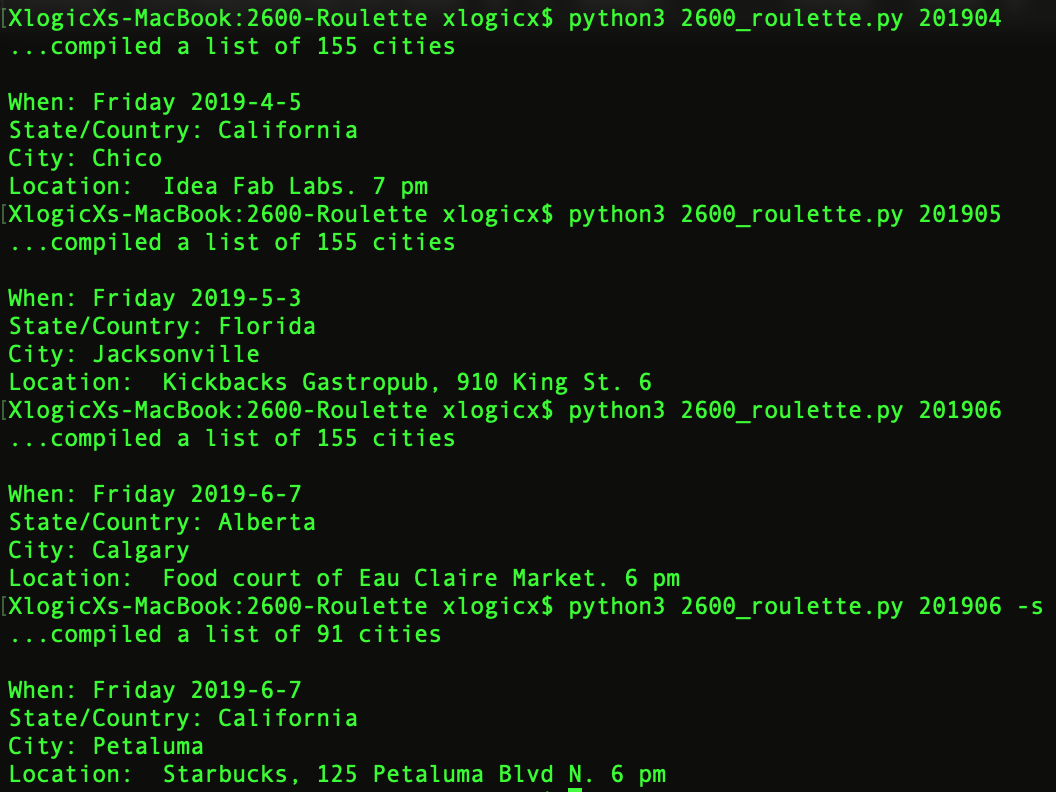 [XlogicXs-MacBook:2600-Roulette xlogicx$ python3 2600_roulette.py 201904
...compiled a list of 155 cities
When: Friday 2019-4-5
State/Country: California
City: Chico
Location:  Idea Fab Labs. 7 pm
[XlogicXs-MacBook:2600-Roulette xlogicx$ python3 2600_roulette.py 201905
...compiled a list of 155 cities
When: Friday 2019-5-3
State/Country: Florida
City: Jacksonville
Location:  Kickbacks Gastropub, 910 King St. 6
[XlogicXs-MacBook:2600-Roulette xlogicx$ python3 2600_roulette.py 201906
...compiled a list of 155 cities
When: Friday 2019-6-7
State/Country: Alberta
City: Calgary
Location:  Food court of Eau Claire Market. 6 pm
[XlogicXs-MacBook:2600-Roulette xlogicx$ python3 2600_roulette.py 201906 -s
...compiled a list of 91 cities
When: Friday 2019-6-7
State/Country: California
City: Petaluma
Location:  Starbucks, 125 Petaluma Blvd N. 6 pm